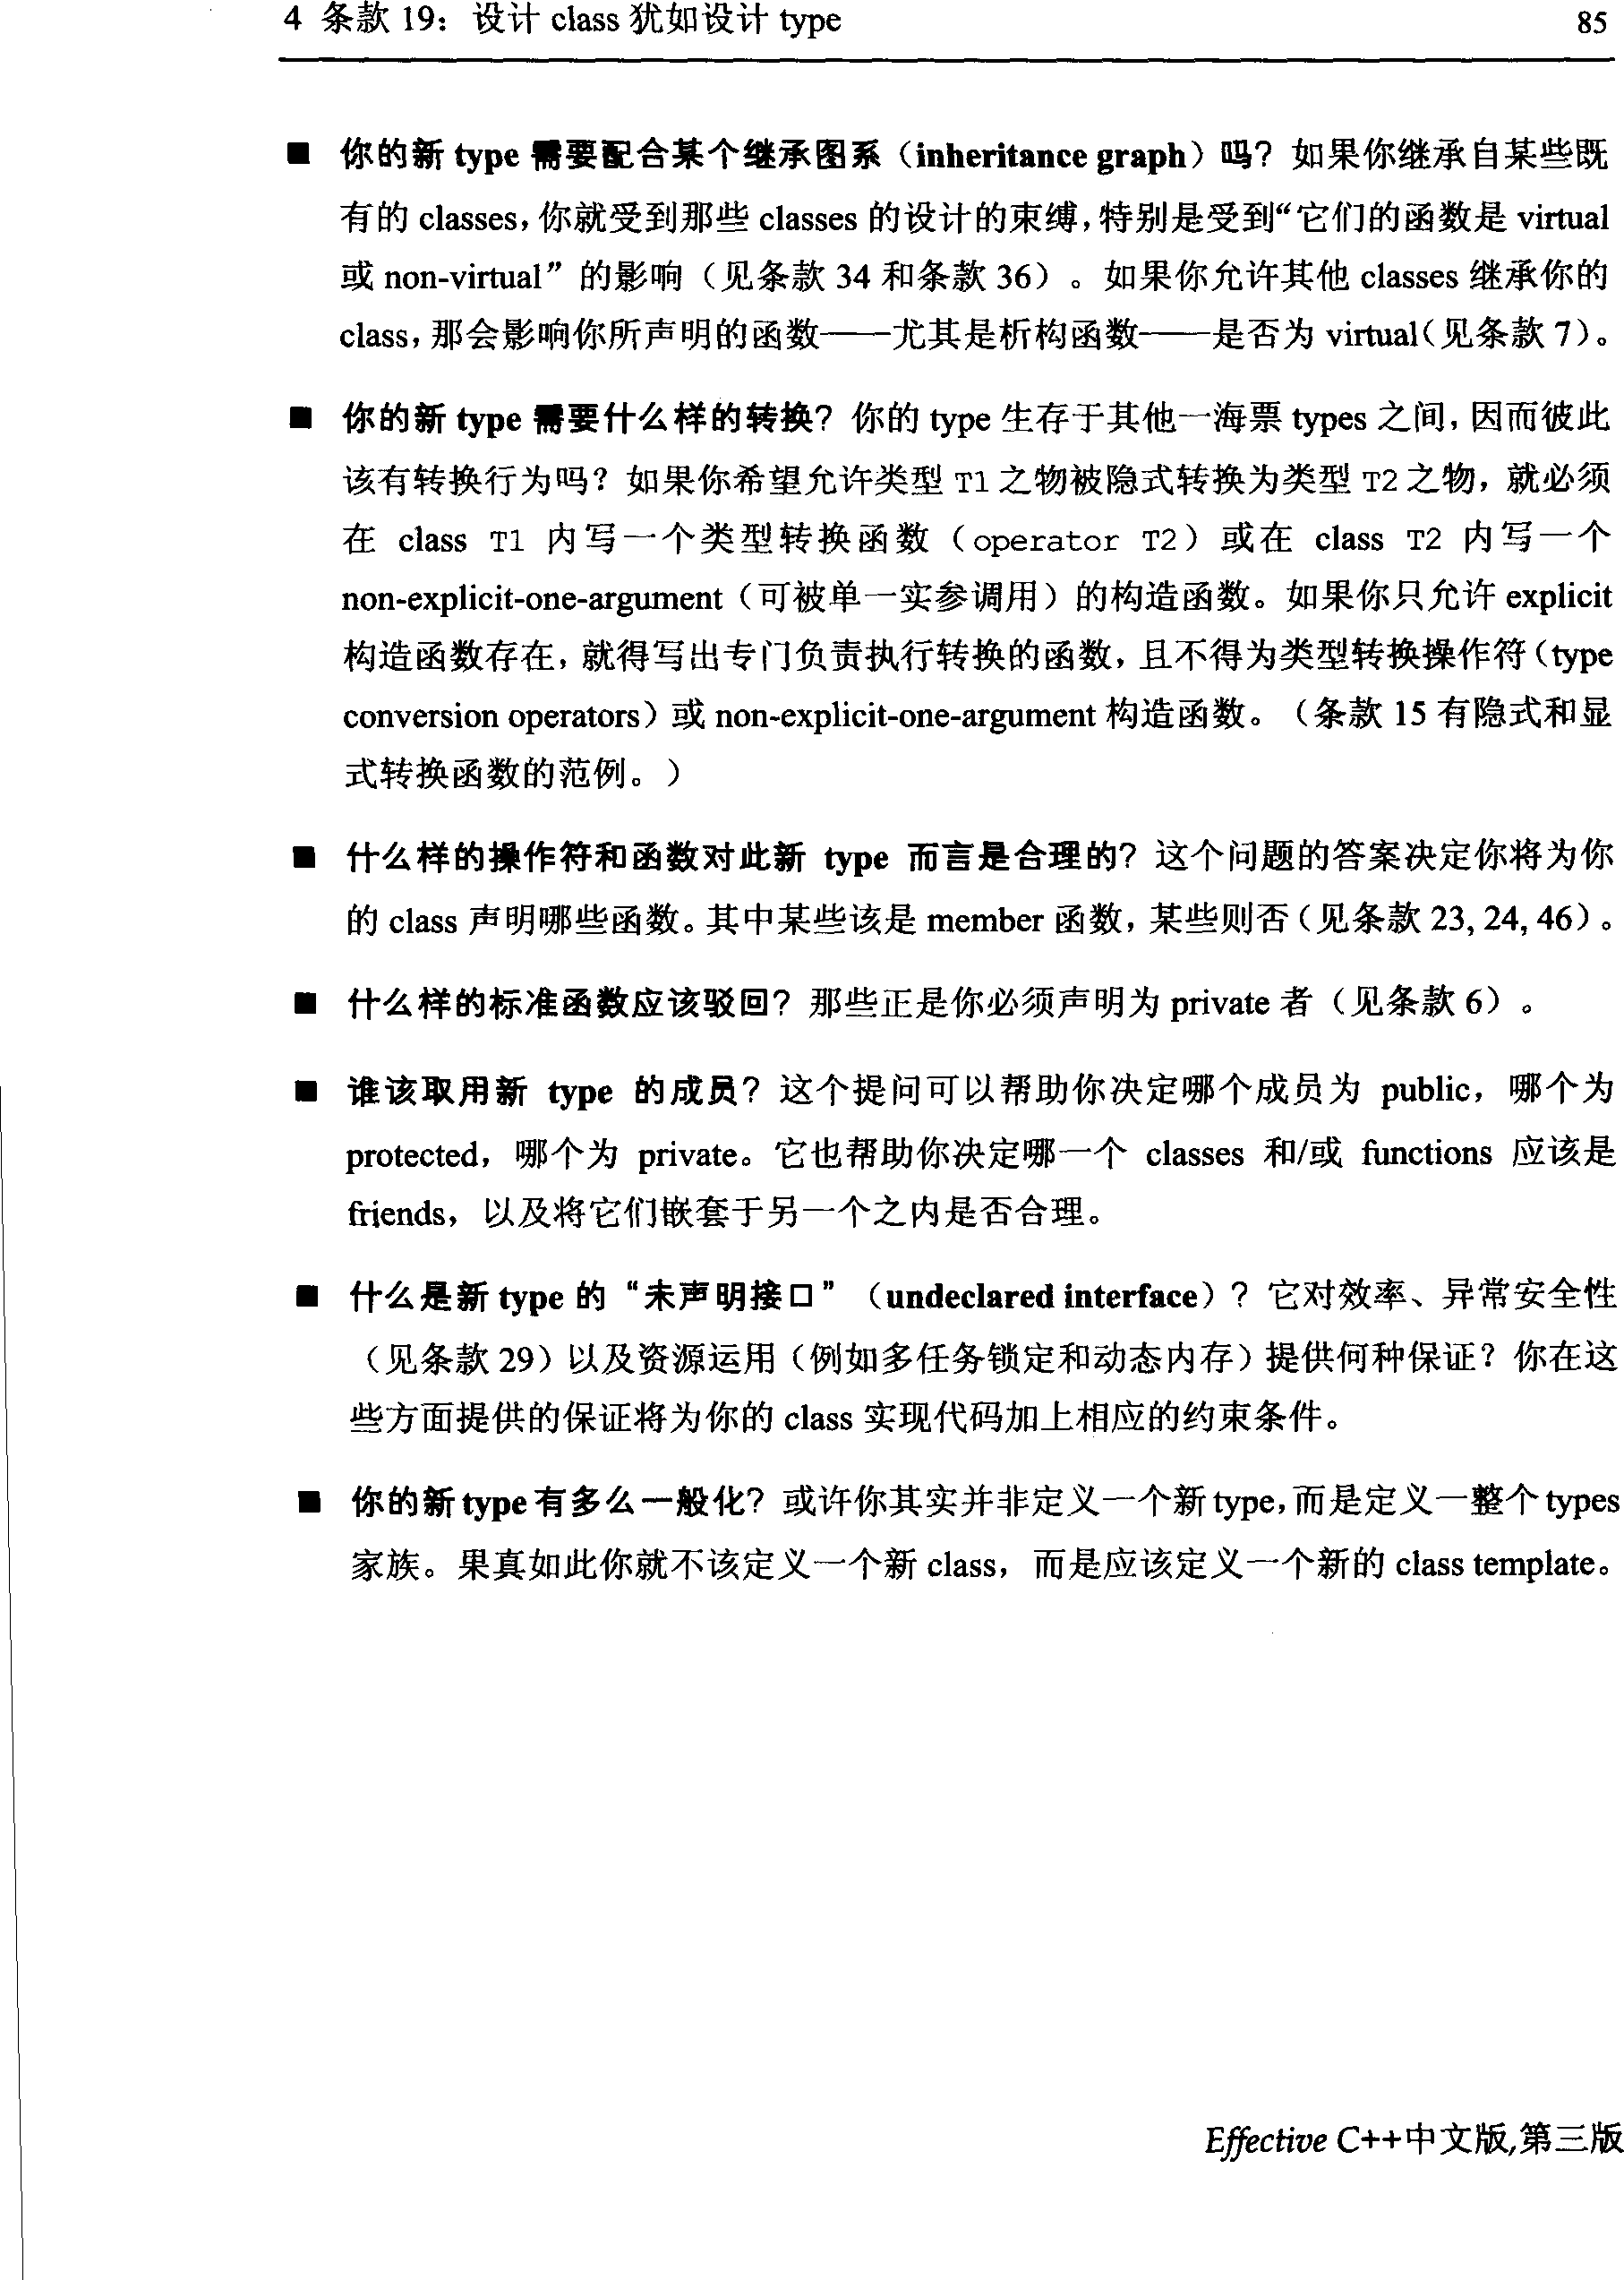 4 条款 19：设计 class 犹如设计 type 85
■ 你的新 type 需要配合某个继承图系（inheritance graph）吗？如果你继承自某些既
有的 classes，你就受到那些 classes 的设计的束缚，特别是受到“它们的函数是 virtual
或 non-virtual”的影响（见条款 34 和条款 36）。如果你允许其他 classes 继承你的
class，那会影响你所声明的函数——尤其是析构函数——是否为 virtual（见条款 7）。
■ 你的新 type 需要什么样的转换？你的 type 生存于其他一海票 types 之间，因而彼此
该有转换行为吗？如果你希望允许类型 T1 之物被隐式转换为类型 T2 之物，就必须
在 class T1 内写一个类型转换函数（operator T2）或在 class T2 内写一个
non-explicit-one-argument（可被单一实参调用）的构造函数。如果你只允许 explicit
构造函数存在，就得写出专门负责执行转换的函数，且不得为类型转换操作符（type
conversion operators）或 non-explicit-one-argument 构造函数。（条款 15 有隐式和显
式转换函数的范例。）
■ 什么样的操作符和函数对此新 type 而言是合理的？这个问题的答案决定你将为你
的 class 声明哪些函数。其中某些该是 member 函数，某些则否（见条款 23, 24, 46）。
■ 什么样的标准函数应该驳回？那些正是你必须声明为 private 者（见条款 6）。
■ 谁该取用新 type 的成员？这个提问可以帮助你决定哪个成员为 public，哪个为
protected，哪个为 private。它也帮助你决定哪一个 classes 和/或 functions 应该是
friends，以及将它们嵌套于另一个之内是否合理。
■ 什么是新 type 的“未声明接口”（undeclared interface）？它对效率、异常安全性
（见条款 29）以及资源运用（例如多任务锁定和动态内存）提供何种保证？你在这
些方面提供的保证将为你的 class 实现代码加上相应的约束条件。
■ 你的新 type 有多么一般化？或许你其实并非定义一个新 type，而是定义一整个 types
家族。果真如此你就不该定义一个新 class，而是应该定义一个新的 class template。
Effective C++中文版,第三版